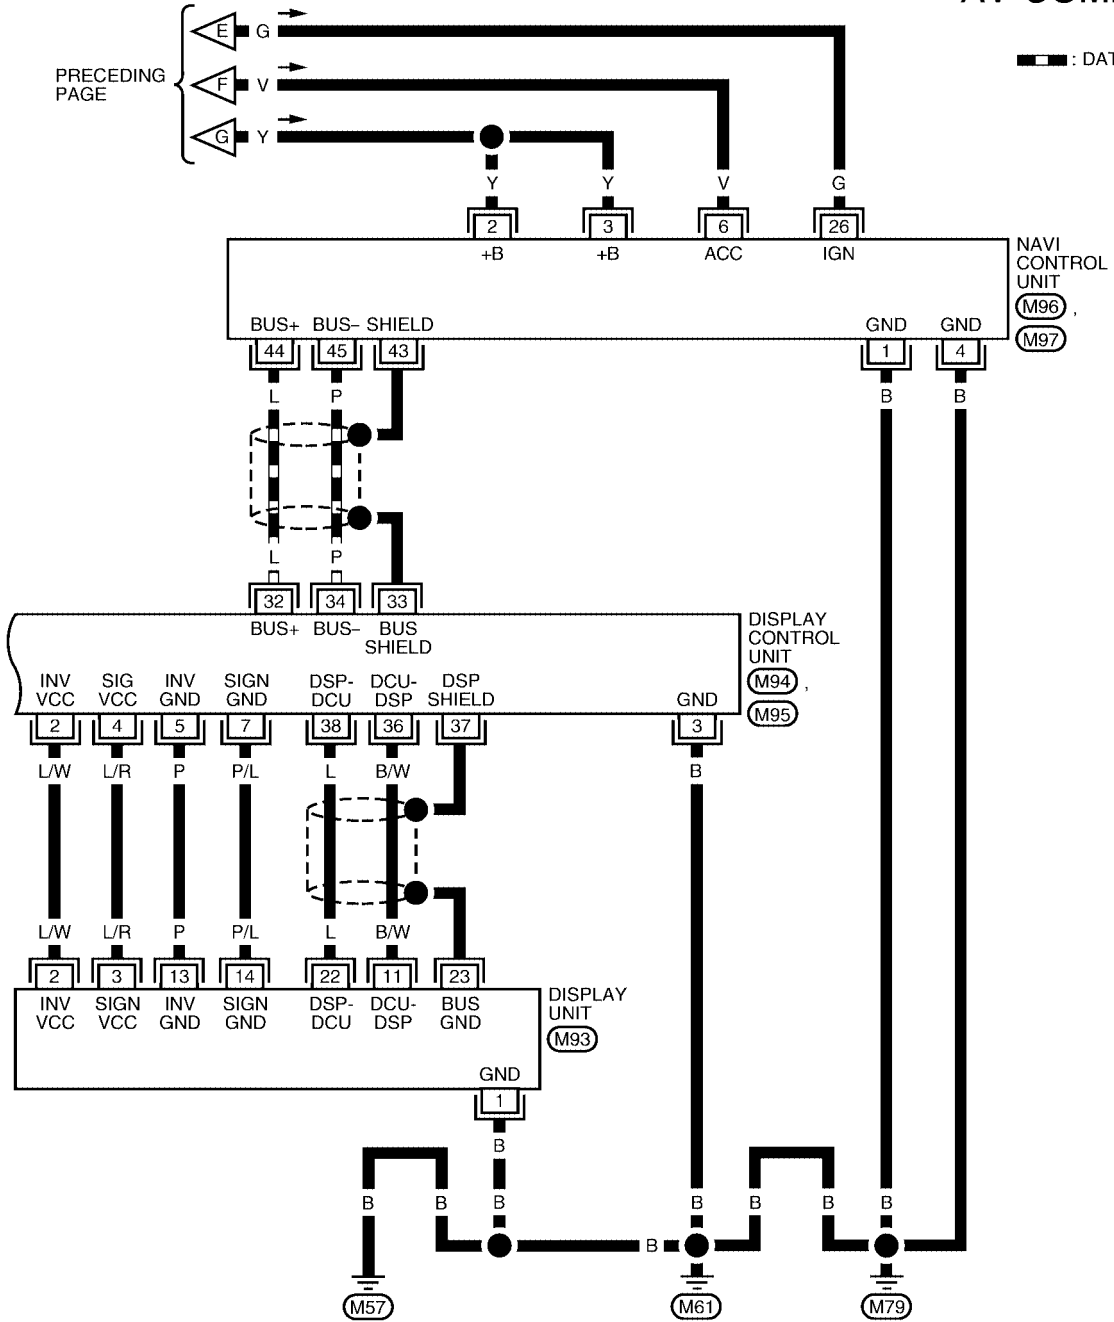 E G
: DAT
PRECEDING
PAGE
F V
G Y
Y Y V G
2 3 6 26
+B +B ACC IGN
NAVI
CONTROL
UNIT
M96 ,
M97
BUS+ BUS– SHIELD GND GND
44 45 43 1 4
L P B B
L P
32 34 33
BUS+ BUS– BUS
SHIELD
DISPLAY
CONTROL
UNIT
M94 ,
M95
INV SIG INV SIGN DSP- DCU- DSP
VCC VCC GND GND DCU DSP SHIELD GND
2 4 5 7 38 36 37 3
L/W L/R P P/L L B/W B
L/W L/R P P/L L B/W
2 3 13 14 22 11 23
INV SIGN INV SIGN DSP- DCU- BUS
VCC VCC GND GND DCU DSP GND
DISPLAY
UNIT
M93
GND
1
B
B B B B B B B
B
M57 M61 M79